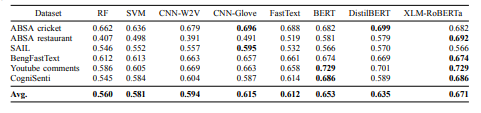 Dataset RF SVM CNN-W2V CNN-Glove FastText BERT DistilBERT XLM-RoBERTa
ABSA cricket 0.662 0.636 0.679 0.696 0.688 0.682 0.699 0.682
ABSA restaurant 0.407 0.498 0.391 0.491 0.519 0.581 0.579 0.692
SAIL 0.546 0.552 0.557 0.595 0.532 0.566 0.570 0.566
BengFastText 0.612 0.613 0.663 0.657 0.661 0.674 0.669 0.674
Youtube comments 0.586 0.605 0.669 0.663 0.658 0.729 0.701 0.729
CogniSenti 0.545 0.584 0.604 0.587 0.614 0.686 0.589 0.686
Avg. 0.560 0.581 0.594 0.615 0.612 0.653 0.635 0.671